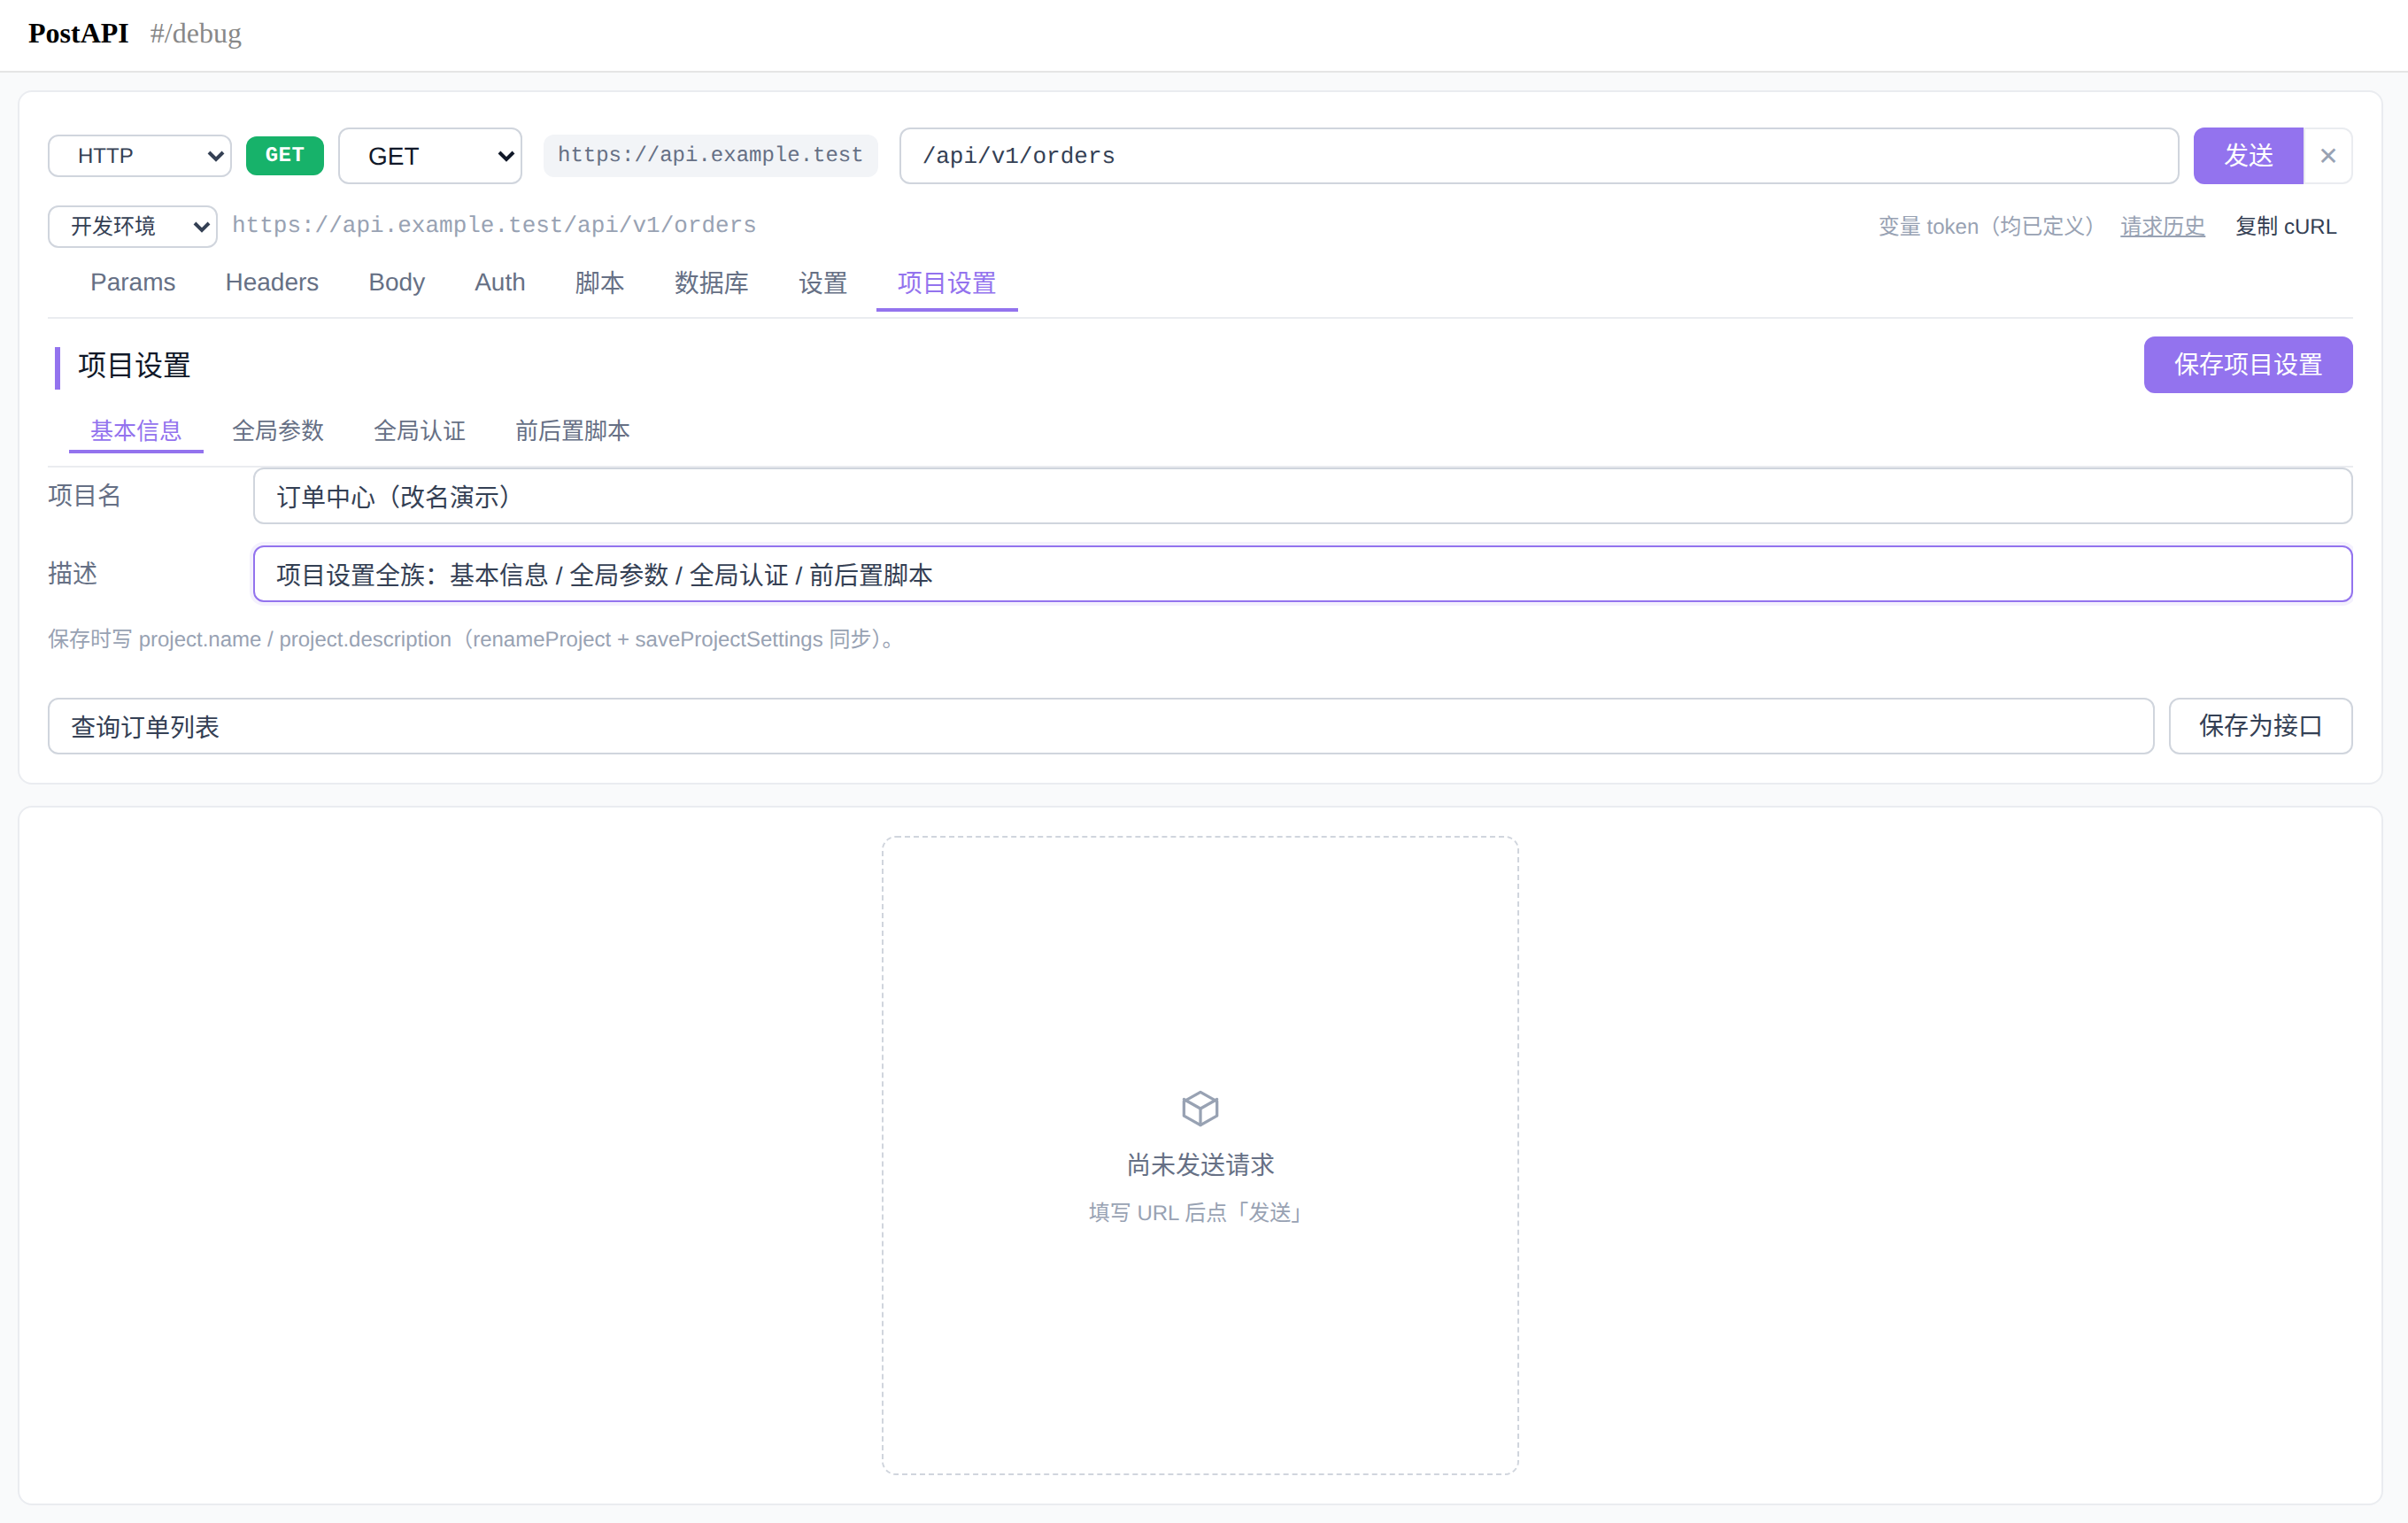 PostAPI #/debug
HTTP GET GET https://api.example.test /api/v1/orders 发送 ✕
开发环境 https://api.example.test/api/v1/orders 变量 token（均已定义） 请求历史 复制 cURL
Params Headers Body Auth 脚本 数据库 设置 项目设置
项目设置 保存项目设置
基本信息 全局参数 全局认证 前后置脚本
项目名 订单中心（改名演示）
描述 项目设置全族：基本信息 / 全局参数 / 全局认证 / 前后置脚本
保存时写 project.name / project.description（renameProject + saveProjectSettings 同步）。
查询订单列表 保存为接口
尚未发送请求
填写 URL 后点「发送」